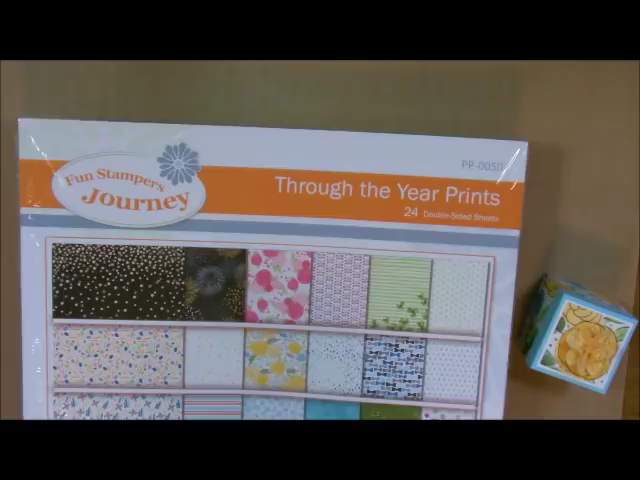 PP-0050
Fun Stampers
Journey
Through the Year Prints
24 Double-Sided Sheets